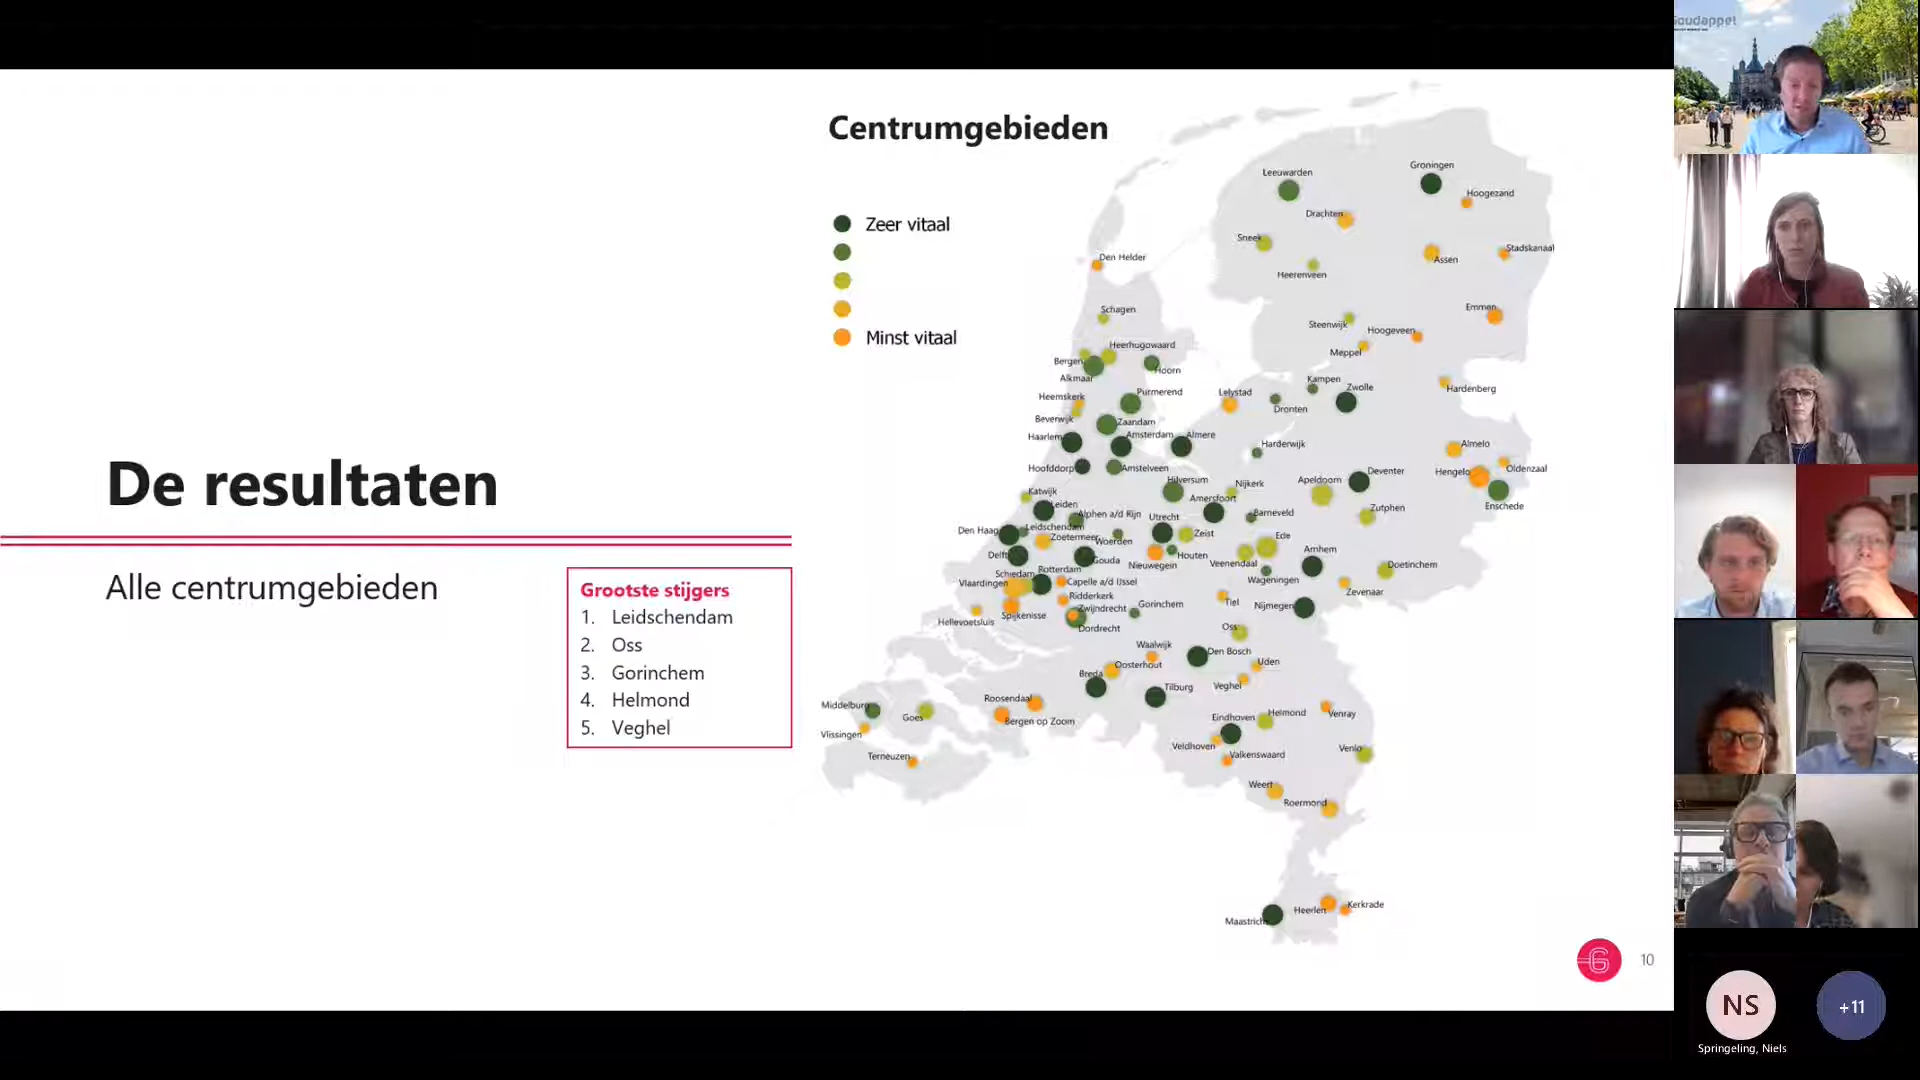 De resultaten
Alle centrumgebieden
Grootste stijgers
1. Leidschendam
2. Oss
3. Gorinchem
4. Helmond
5. Veghel
Centrumgebieden
Zeer vitaal
Minst vitaal
Groningen
Leeuwarden
Hoogezand
Drachten
Sneek
Stadskanaal
Assen
Den Helder
Heerenveen
Schagen
Emmen
Steenwijk
Hoogeveen
Heerhugowaard
Meppel
Bergen
Hoorn
Alkmaar
Kampen
Zwolle
Hardenberg
Purmerend
Lelystad
Heemskerk
Dronten
Beverwijk
Zaandam
Haarlem
Amsterdam
Almere
Harderwijk
Almelo
Hoofddorp
Amstelveen
Deventer
Hengelo
Oldenzaal
Hilversum
Apeldoorn
Nijkerk
Katwijk
Amersfoort
Leiden
Zutphen
Enschede
Alphen a/d Rijn
Utrecht
Barneveld
Den Haag
Leidschendam
Zoetermeer
Woerden
Zeist
Ede
Delft
Gouda
Houten
Arnhem
Nieuwegein
Veenendaal
Doetinchem
Schiedam
Rotterdam
Vlaardingen
Capelle a/d IJssel
Wageningen
Zevenaar
Ridderkerk
Zwijndrecht
Gorinchem
Tiel
Nijmegen
Spijkenisse
Hellevoetsluis
Dordrecht
Oss
Waalwijk
Den Bosch
Oosterhout
Uden
Breda
Tilburg
Veghel
Roosendaal
Middelburg
Goes
Bergen op Zoom
Eindhoven
Helmond
Venray
Vlissingen
Veldhoven
Venlo
Terneuzen
Valkenswaard
Weert
Roermond
Heerlen
Kerkrade
Maastricht
10
Goudappel
NS
+11
Springeling, Niels